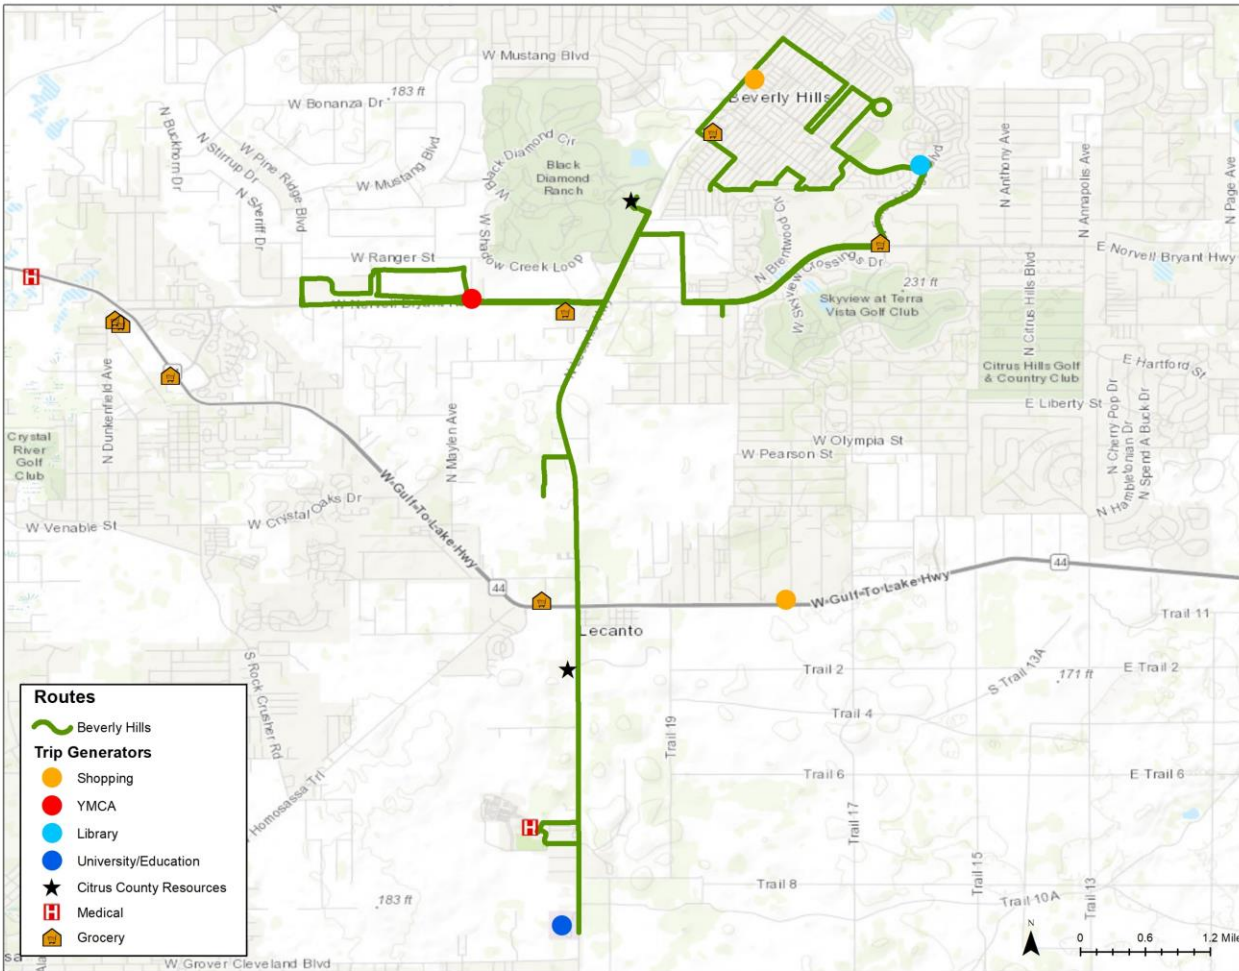 W Mustang Blvd
183 ft
W Bonanza Dr
Beverly Hills
N Buckhorn Dr
N Stirrup Dr
W Pine Ridge Blvd
W Mustang Blvd
W Black Diamond Cir
Black
Diamond
Ranch
N Anthony Ave
N Annapolis Ave
N Page Ave
N Sheriff Dr
W Shadow Creek Loop
N Brentwood Cir
W Skyview Crossings Dr
E Norvell Bryant Hwy
W Ranger St
231 ft
Skyview at Terra
Vista Golf Club
N Citrus Hills Blvd
W Norvell Bryant
H
Citrus Hills Golf
& Country Club
E Hartford St
E Liberty St
N Dunkenfield Ave
N Maylen Ave
N Cherry Pop Dr
N Hambletonian Dr
N Spend A Buck Dr
Crystal
River
Golf
Club
W Olympia St
W Pearson St
W Crystal Oaks Dr
W Gulf-To-Lake Hwy
W Venable St
44
44
W Gulf-To-Lake Hwy
Lecanto
Trail 11
Trail 2
S Trail 13A
171 ft
E Trail 2
S Rock Crusher Rd
Trail 4
Trail 19
Trail 6
E Trail 6
Homosassa Trl
Trail 17
H
Trail 15
Trail 13
Trail 8
Trail 10A
183 ft
W Grover Cleveland Blvd
Routes
Beverly Hills
Trip Generators
Shopping
YMCA
Library
University/Education
Citrus County Resources
H Medical
Grocery
N
0 0.6 1.2 Mile